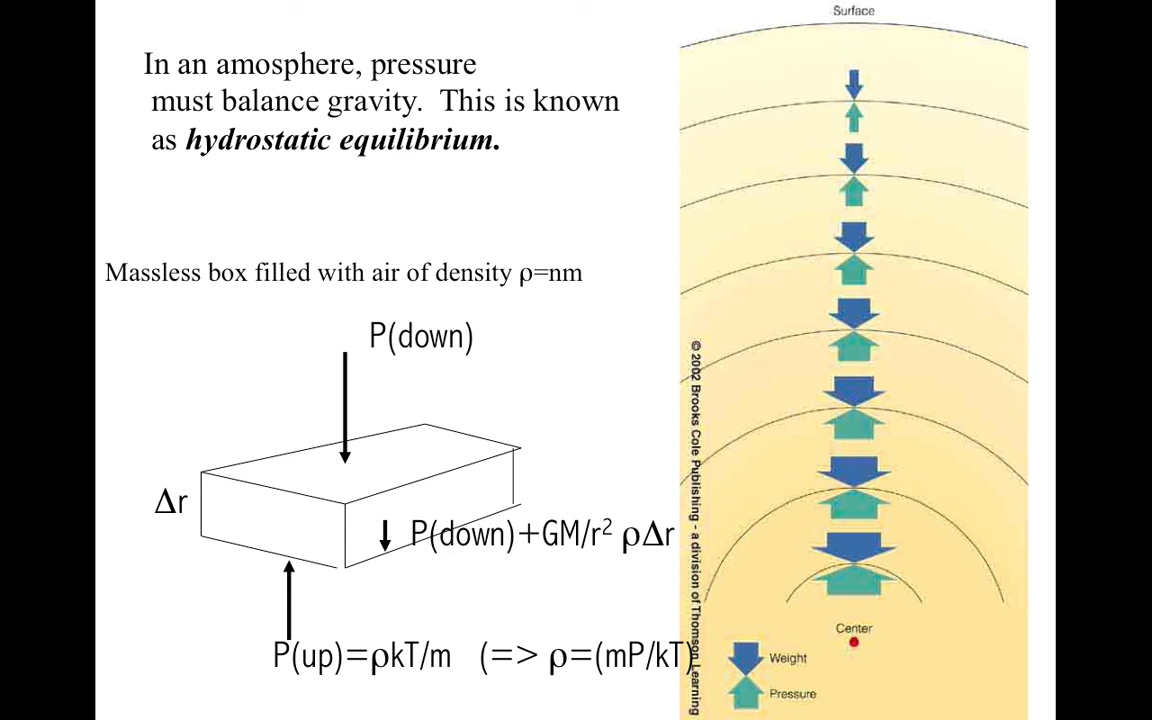 In an amosphere, pressure
must balance gravity. This is known
as hydrostatic equilibrium.
Massless box filled with air of density ρ=nm
P(down)
Δr
P(down)+GM/r² ρΔr
P(up)=ρkT/m (=> ρ=(mP/kT)
Surface
© 2002 Brooks Cole Publishing - a division of Thomson Learning
Center
Weight
Pressure